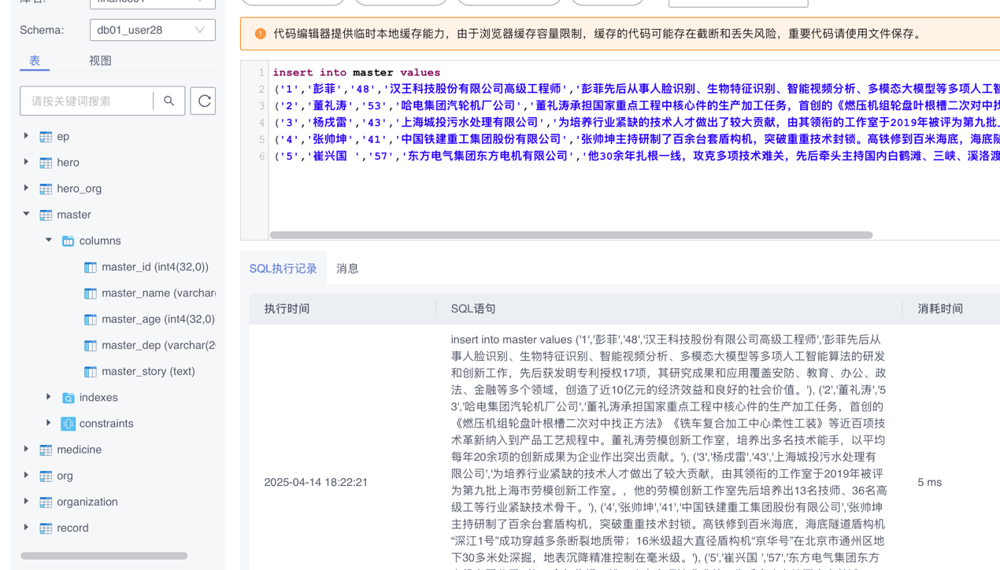 Schema:
db01_user28
表
视图
请按关键词搜索
ep
hero
hero_org
master
columns
master_id (int4(32,0))
master_name (varchar(
master_age (int4(32,0)
master_dep (varchar(2
master_story (text)
indexes
constraints
medicine
org
organization
record
代码编辑器提供临时本地缓存能力，由于浏览器缓存容量限制，缓存的代码可能存在截断和丢失风险，重要代码请使用文件保存。
1 insert into master values
2 ('1','彭菲','48','汉王科技股份有限公司高级工程师','彭菲先后从事人脸识别、生物特征识别、智能视频分析、多模态大模型等多项人工智
3 ('2','董礼涛','53','哈电集团汽轮机厂公司','董礼涛承担国家重点工程中核心件的生产加工任务，首创的《燃压机组轮盘叶根槽二次对中找
4 ('3','杨戌雷','43','上海城投污水处理有限公司','为培养行业紧缺的技术人才做出了较大贡献，由其领衔的工作室于2019年被评为第九批上
5 ('4','张帅坤','41','中国铁建重工集团股份有限公司','张帅坤主持研制了百余台套盾构机，突破重重技术封锁。高铁修到百米海底，海底隧
6 ('5','崔兴国 ','57','东方电气集团东方电机有限公司','他30余年扎根一线，攻克多项技术难关，先后牵头主持国内白鹤滩、三峡、溪洛渡
SQL执行记录
消息
执行时间
SQL语句
消耗时间
insert into master values ('1','彭菲','48','汉王科技股份有限公司高级工程师','彭菲先后从
事人脸识别、生物特征识别、智能视频分析、多模态大模型等多项人工智能算法的研发
和创新工作，先后获发明专利授权17项，其研究成果和应用覆盖安防、教育、办公、政
法、金融等多个领域，创造了近10亿元的经济效益和良好的社会价值。'), ('2','董礼涛','5
3','哈电集团汽轮机厂公司','董礼涛承担国家重点工程中核心件的生产加工任务，首创的
《燃压机组轮盘叶根槽二次对中找正方法》《铣车复合加工中心柔性工装》等近百项技
术革新纳入到产品工艺规程中。董礼涛劳模创新工作室，培养出多名技术能手，以平均
每年20余项的创新成果为企业作出突出贡献。'), ('3','杨戌雷','43','上海城投污水处理有
限公司','为培养行业紧缺的技术人才做出了较大贡献，由其领衔的工作室于2019年被评
为第九批上海市劳模创新工作室。，他的劳模创新工作室先后培养出13名技师、36名高
级工等行业紧缺技术骨干。'), ('4','张帅坤','41','中国铁建重工集团股份有限公司','张帅坤
主持研制了百余台套盾构机，突破重重技术封锁。高铁修到百米海底，海底隧道盾构机
“深江1号”成功穿越多条断裂地质带；16米级超大直径盾构机“京华号”在北京市通州区地
下30多米处深掘，地表沉降精准控制在毫米级。'), ('5','崔兴国 ','57','东方电气集团东方
2025-04-14 18:22:21
5 ms